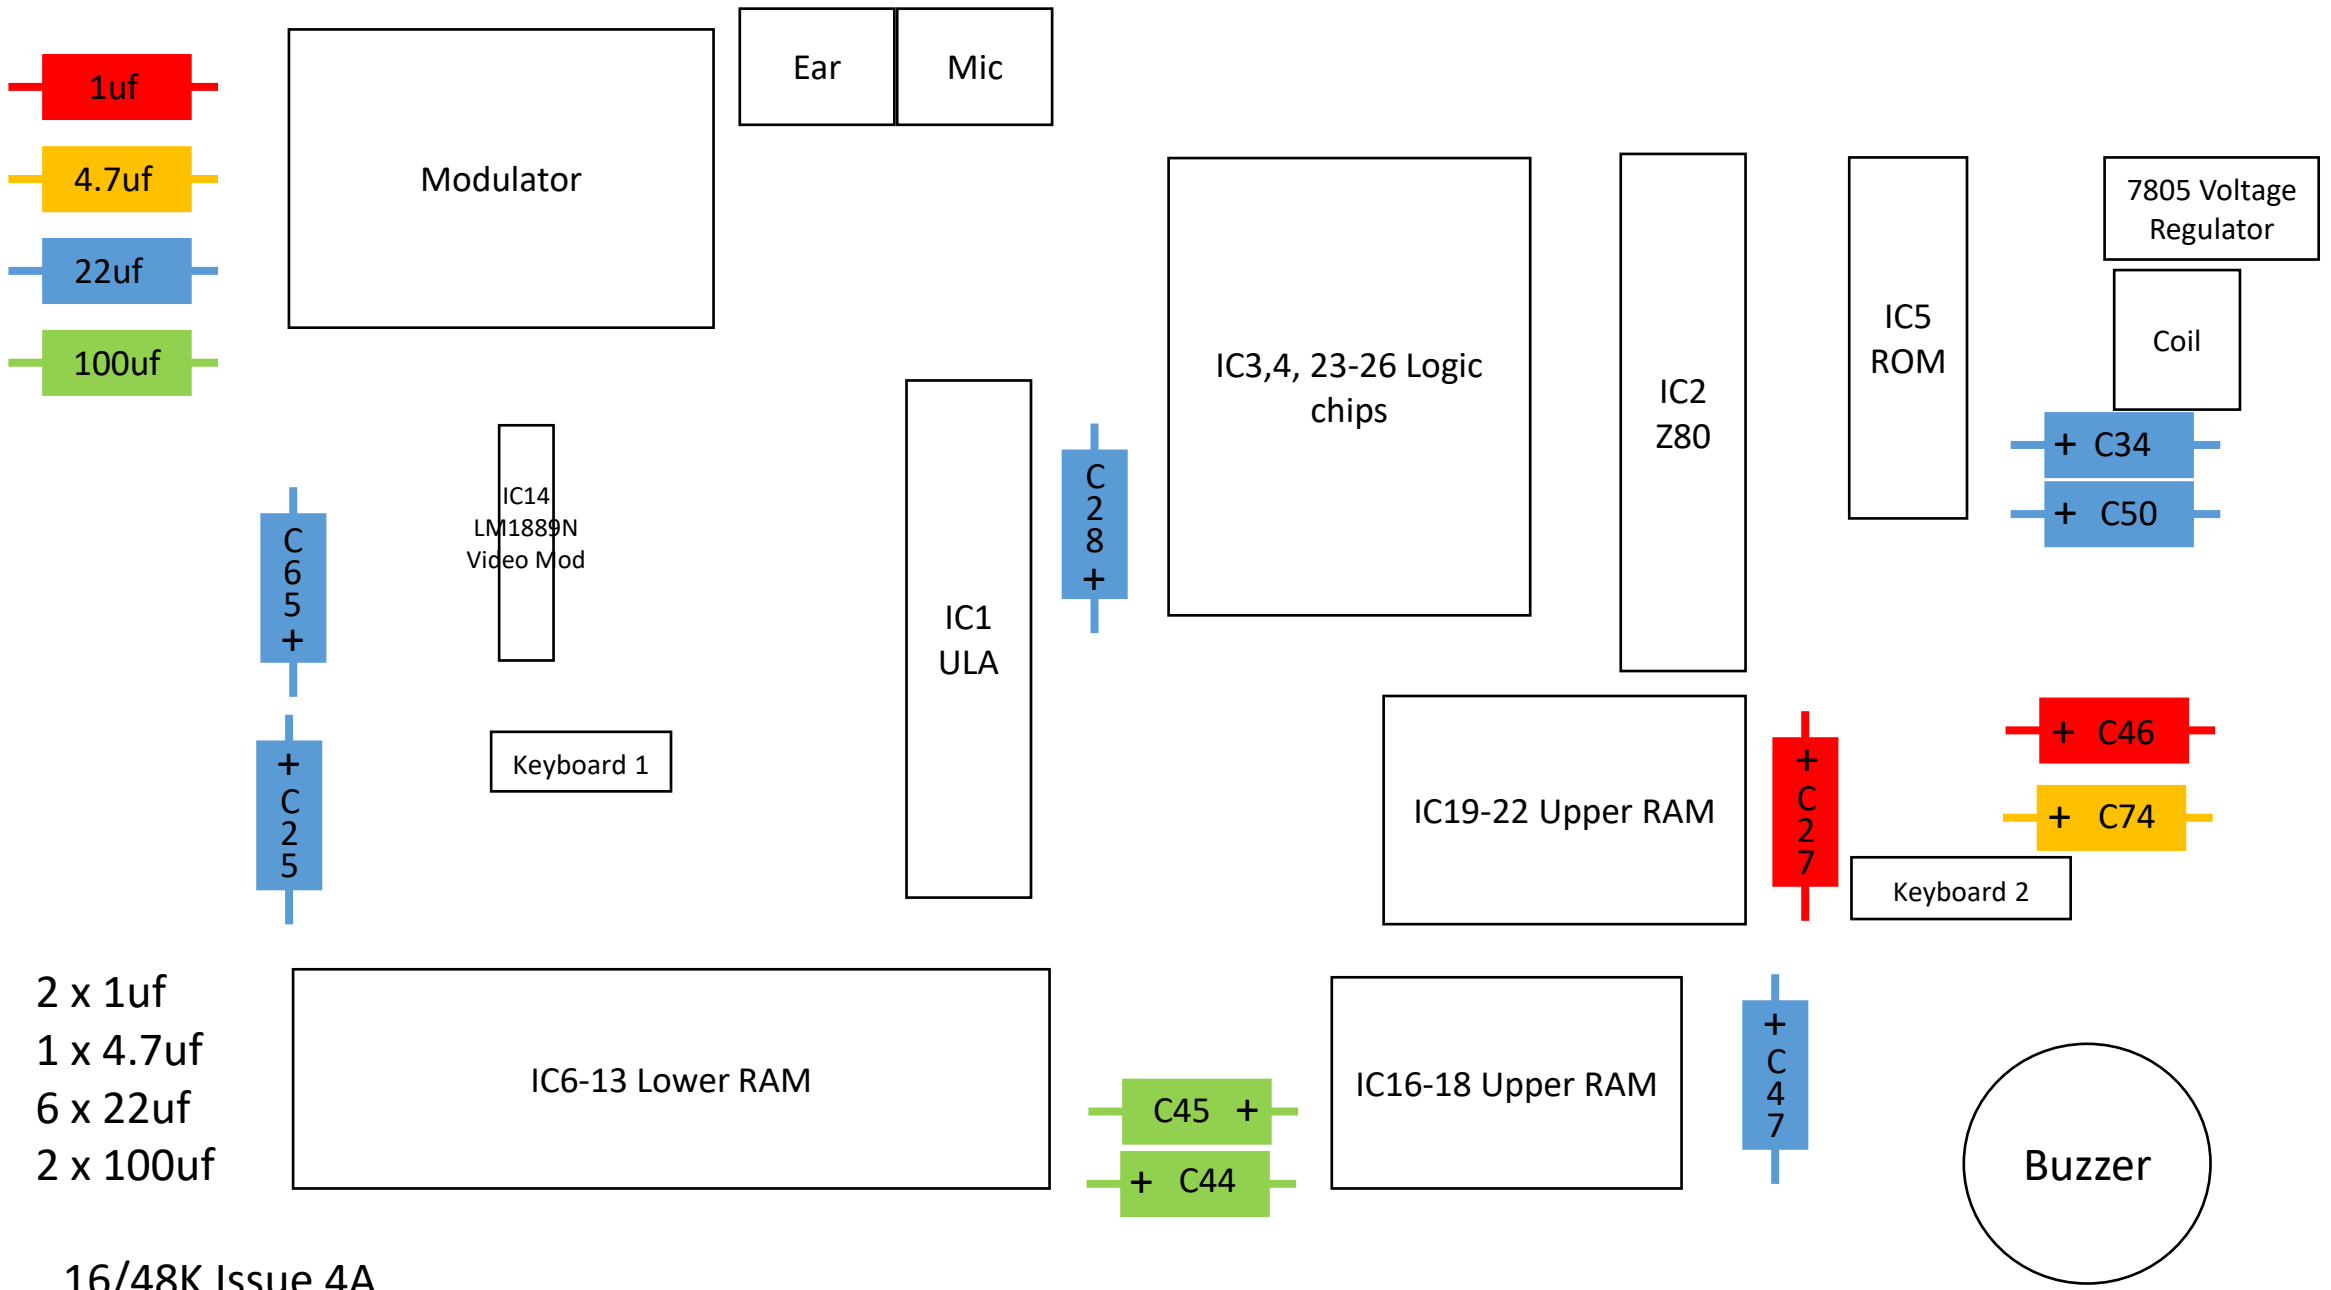 1uf
4.7uf
22uf
100uf
Modulator
Ear
Mic
IC3,4, 23-26 Logic
chips
IC2
Z80
IC5
ROM
7805 Voltage
Regulator
Coil
+ C34
+ C50
C65+
IC14
LM1889N
Video Mod
C28+
IC1
ULA
+C25
Keyboard 1
IC19-22 Upper RAM
+C27
+ C46
+ C74
Keyboard 2
2 x 1uf
1 x 4.7uf
6 x 22uf
2 x 100uf
IC6-13 Lower RAM
C45 +
+ C44
IC16-18 Upper RAM
+C47
Buzzer
16/48K Issue 4A